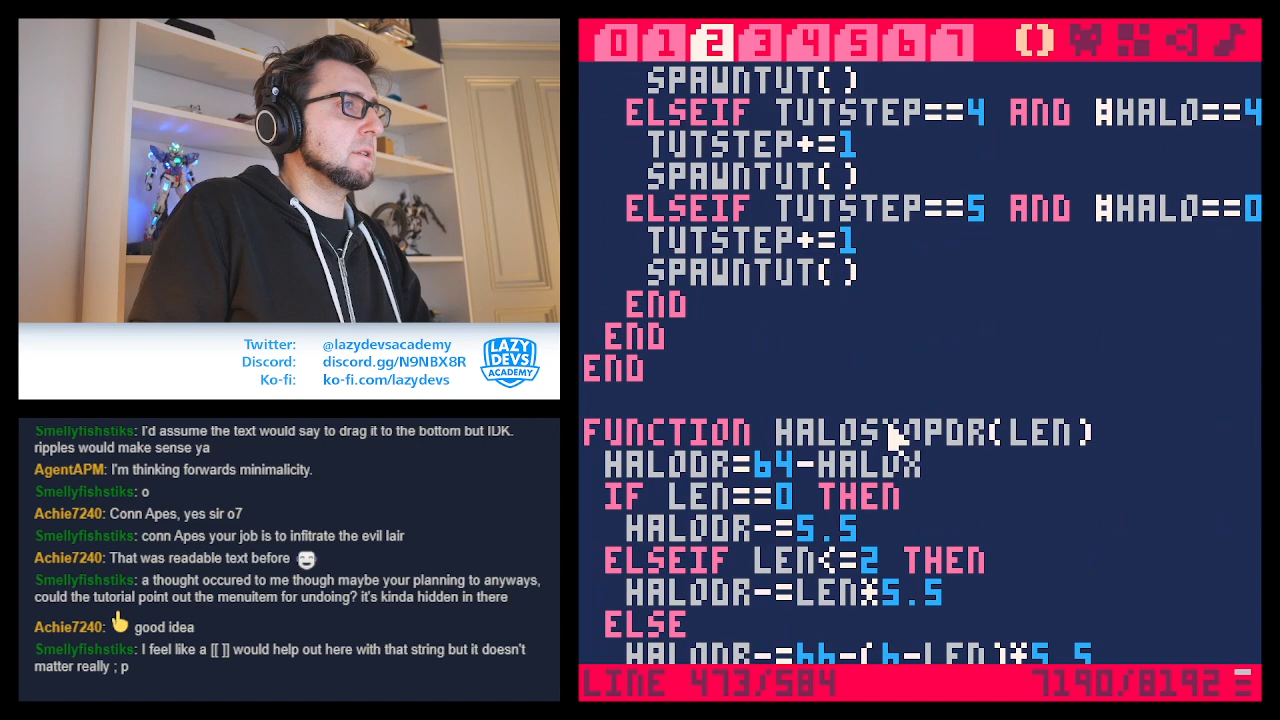 0 1 2 3 4 5 6 7 ()
SPAWNTUT()
ELSEIF TUTSTEP==4 AND #HALO==4
TUTSTEP+=1
SPAWNTUT()
ELSEIF TUTSTEP==5 AND #HALO==0
TUTSTEP+=1
SPAWNTUT()
END
END
END
FUNCTION (LEN)
HALODR=64-HALOX
IF LEN==0 THEN
HALODR-=5.5
ELSEIF LEN<=2 THEN
HALODR-=LEN*5.5
ELSE
HALODR-=66-(6-LEN)*5.5
LINE 473/584 7190/8192
Twitter: @lazydevsacademy
Discord: discord.gg/N9NBX8R
Ko-fi: ko-fi.com/lazydevs
LAZY
DEVS
ACADEMY
Smellyfishstiks: I'd assume the text would say to drag it to the bottom but IDK.
ripples would make sense ya
AgentAPM: I'm thinking forwards minimalicity.
Smellyfishstiks: o
Achie7240: Conn Apes, yes sir o7
Smellyfishstiks: conn Apes your job is to infitrate the evil lair
Achie7240: That was readable text before
Smellyfishstiks: a thought occured to me though maybe your planning to anyways,
could the tutorial point out the menuitem for undoing? it's kinda hidden in there
Achie7240: good idea
Smellyfishstiks: I feel like a [[ ]] would help out here with that string but it doesn't
matter really ; p